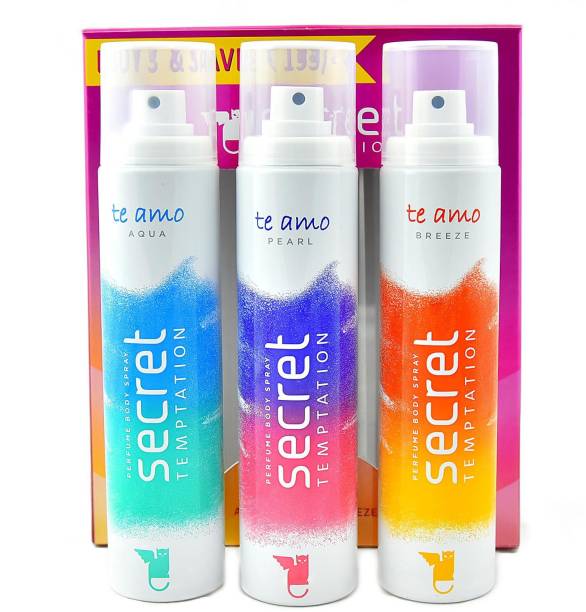 te amo
AQUA
PERFUME BODY SPRAY
secret
TEMPTATION
te amo
PEARL
PERFUME BODY SPRAY
secret
TEMPTATION
te amo
BREEZE
PERFUME BODY SPRAY
secret
TEMPTATION